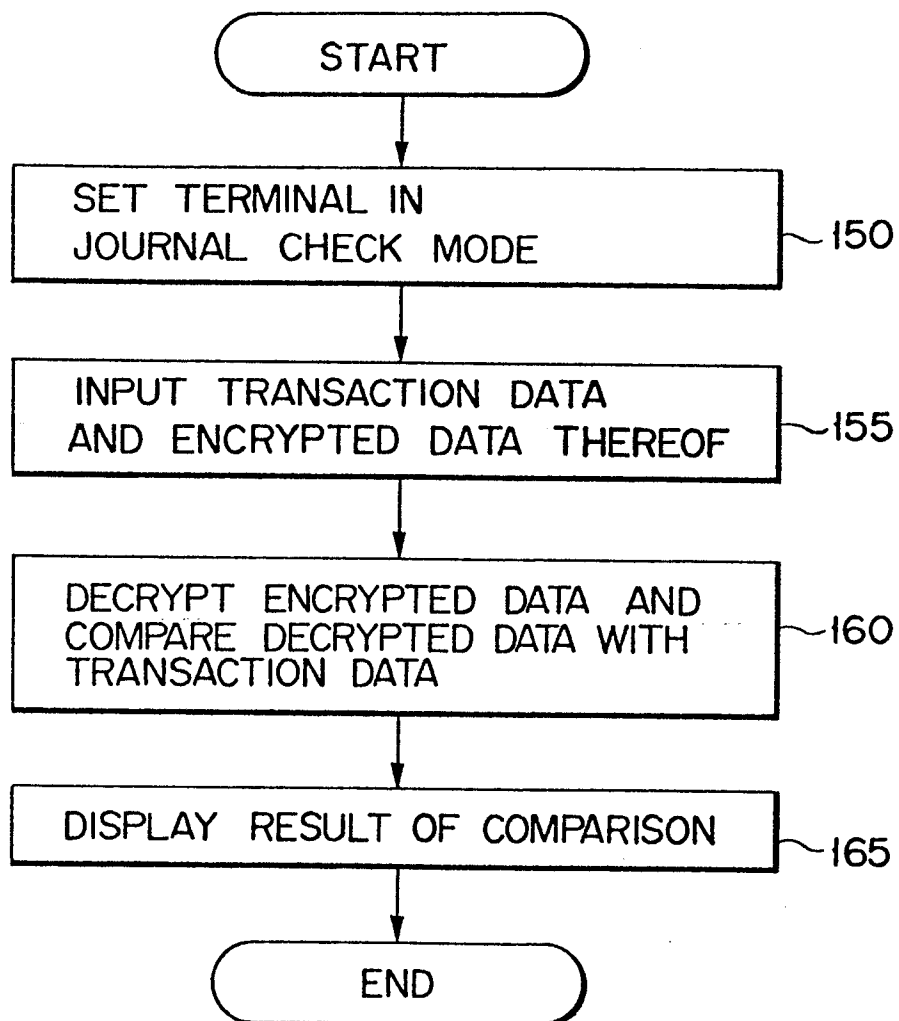 START
SET TERMINAL IN
JOURNAL CHECK MODE
150
INPUT TRANSACTION DATA
AND ENCRYPTED DATA THEREOF
155
DECRYPT ENCRYPTED DATA AND
COMPARE DECRYPTED DATA WITH
TRANSACTION DATA
160
DISPLAY RESULT OF COMPARISON
165
END